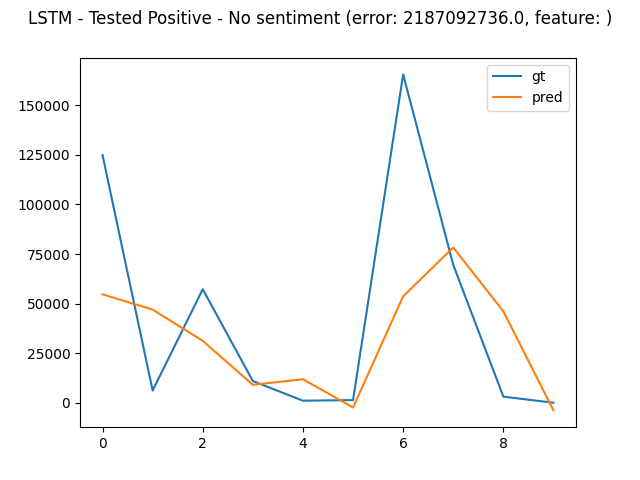 LSTM - Tested Positive - No sentiment (error: 2187092736.0, feature: )
gt
pred
150000
125000
100000
75000
50000
25000
0
0 2 4 6 8